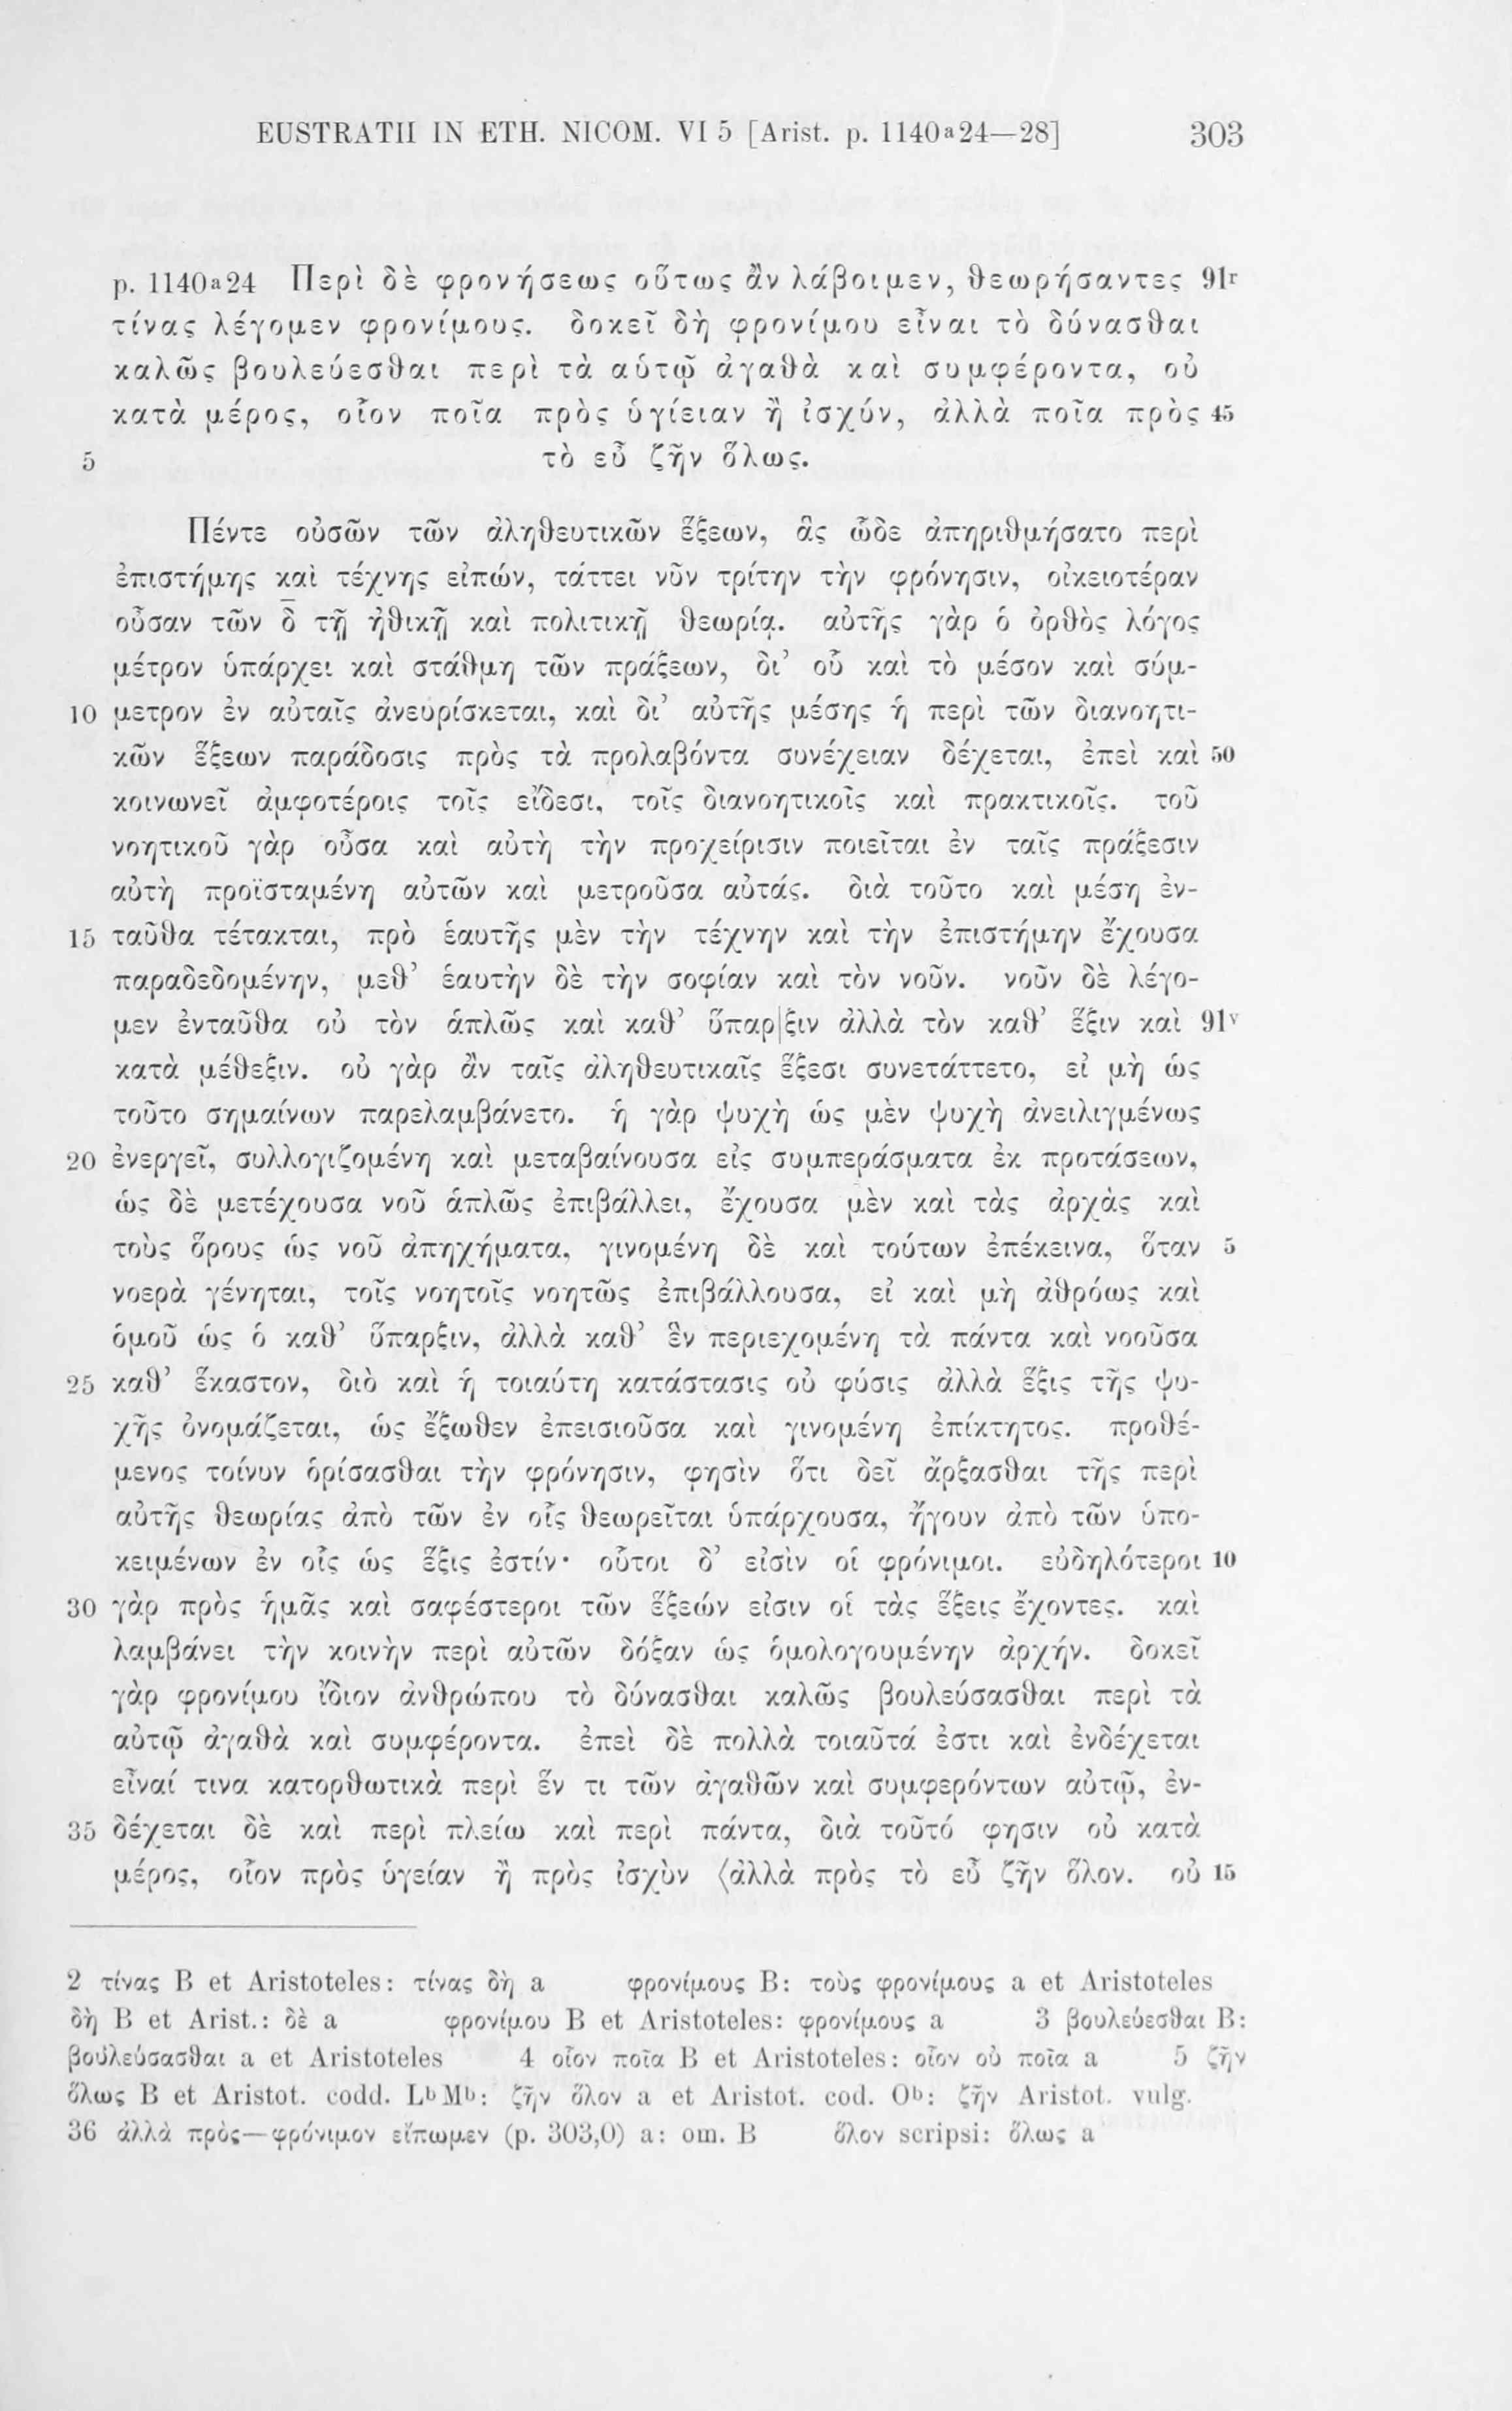 EUSTRATII IN ETH. NICOM. VI 5 [Arist. p. 1140a24—28] 303
p. 1140a24 Περὶ δὲ φρονήσεως οὕτως ἂν λάβοιμεν, θεωρήσαντες 91r
τίνας λέγομεν φρονίμους. δοκεῖ δὴ φρονίμου εἶναι τὸ δύνασθαι
καλῶς βουλεύεσθαι περὶ τὰ αὑτῷ ἀγαθὰ καὶ συμφέροντα, οὐ
κατὰ μέρος, οἷον ποῖα πρὸς ὑγίειαν ἢ ἰσχύν, ἀλλὰ ποῖα πρὸς 45
5 τὸ εὖ ζῆν ὅλως.
Πέντε οὐσῶν τῶν ἀληθευτικῶν ἕξεων, ἃς ὧδε ἀπηριθμήσατο περὶ
ἐπιστήμης καὶ τέχνης εἰπών, τάττει νῦν τρίτην τὴν φρόνησιν, οἰκειοτέραν
οὖσαν τῶν δ̄ τῇ ἠθικῇ καὶ πολιτικῇ θεωρίᾳ. αὐτῆς γὰρ ὁ ὀρθὸς λόγος
μέτρον ὑπάρχει καὶ στάθμη τῶν πράξεων, δι’ οὗ καὶ τὸ μέσον καὶ σύμ-
10 μετρον ἐν αὐταῖς ἀνευρίσκεται, καὶ δι’ αὐτῆς μέσης ἡ περὶ τῶν διανοητι-
κῶν ἕξεων παράδοσις πρὸς τὰ προλαβόντα συνέχειαν δέχεται, ἐπεὶ καὶ 50
κοινωνεῖ ἀμφοτέροις τοῖς εἴδεσι, τοῖς διανοητικοῖς καὶ πρακτικοῖς. τοῦ
νοητικοῦ γὰρ οὖσα καὶ αὐτὴ τὴν προχείρισιν ποιεῖται ἐν ταῖς πράξεσιν
αὐτὴ προϊσταμένη αὐτῶν καὶ μετροῦσα αὐτάς. διὰ τοῦτο καὶ μέση ἐν-
15 ταῦθα τέτακται, πρὸ ἑαυτῆς μὲν τὴν τέχνην καὶ τὴν ἐπιστήμην ἔχουσα
παραδεδομένην, μεθ’ ἑαυτὴν δὲ τὴν σοφίαν καὶ τὸν νοῦν. νοῦν δὲ λέγο-
μεν ἐνταῦθα οὐ τὸν ἁπλῶς καὶ καθ’ ὕπαρ|ξιν ἀλλὰ τὸν καθ’ ἕξιν καὶ 91v
κατὰ μέθεξιν. οὐ γὰρ ἂν ταῖς ἀληθευτικαῖς ἕξεσι συνετάττετο, εἰ μὴ ὡς
τοῦτο σημαίνων παρελαμβάνετο. ἡ γὰρ ψυχὴ ὡς μὲν ψυχὴ ἀνειλιγμένως
20 ἐνεργεῖ, συλλογιζομένη καὶ μεταβαίνουσα εἰς συμπεράσματα ἐκ προτάσεων,
ὡς δὲ μετέχουσα νοῦ ἁπλῶς ἐπιβάλλει, ἔχουσα μὲν καὶ τὰς ἀρχὰς καὶ
τοὺς ὅρους ὡς νοῦ ἀπηχήματα, γινομένη δὲ καὶ τούτων ἐπέκεινα, ὅταν 5
νοερὰ γένηται, τοῖς νοητοῖς νοητῶς ἐπιβάλλουσα, εἰ καὶ μὴ ἀθρόως καὶ
ὁμοῦ ὡς ὁ καθ’ ὕπαρξιν, ἀλλὰ καθ’ ἓν περιεχομένη τὰ πάντα καὶ νοοῦσα
25 καθ’ ἕκαστον, διὸ καὶ ἡ τοιαύτη κατάστασις οὐ φύσις ἀλλὰ ἕξις τῆς ψυ-
χῆς ὀνομάζεται, ὡς ἔξωθεν ἐπεισιοῦσα καὶ γινομένη ἐπίκτητος. προθέ-
μενος τοίνυν ὁρίσασθαι τὴν φρόνησιν, φησὶν ὅτι δεῖ ἄρξασθαι τῆς περὶ
αὐτῆς θεωρίας ἀπὸ τῶν ἐν οἷς θεωρεῖται ὑπάρχουσα, ἤγουν ἀπὸ τῶν ὑπο-
κειμένων ἐν οἷς ὡς ἕξις ἐστίν· οὗτοι δ’ εἰσὶν οἱ φρόνιμοι. εὐδηλότεροι 10
30 γὰρ πρὸς ἡμᾶς καὶ σαφέστεροι τῶν ἕξεών εἰσιν οἱ τὰς ἕξεις ἔχοντες. καὶ
λαμβάνει τὴν κοινὴν περὶ αὐτῶν δόξαν ὡς ὁμολογουμένην ἀρχήν. δοκεῖ
γὰρ φρονίμου ἴδιον ἀνθρώπου τὸ δύνασθαι καλῶς βουλεύσασθαι περὶ τὰ
αὑτῷ ἀγαθὰ καὶ συμφέροντα. ἐπεὶ δὲ πολλὰ τοιαῦτά ἐστι καὶ ἐνδέχεται
εἶναί τινα κατορθωτικὰ περὶ ἕν τι τῶν ἀγαθῶν καὶ συμφερόντων αὐτῷ, ἐν-
35 δέχεται δὲ καὶ περὶ πλείω καὶ περὶ πάντα, διὰ τοῦτό φησιν οὐ κατὰ
μέρος, οἷον πρὸς ὑγείαν ἢ πρὸς ἰσχὺν ⟨ἀλλὰ πρὸς τὸ εὖ ζῆν ὅλον. οὐ 15
2 τίνας B et Aristoteles: τίνας δὴ a φρονίμους B: τοὺς φρονίμους a et Aristoteles
δὴ B et Arist.: δὲ a φρονίμου B et Aristoteles: φρονίμους a 3 βουλεύεσθαι B:
βουλεύσασθαι a et Aristoteles 4 οἷον ποῖα B et Aristoteles: οἷον οὐ ποῖα a 5 ζῆν
ὅλως B et Aristot. codd. Lb Mb: ζῆν ὅλον a et Aristot. cod. Ob: ζῆν Aristot. vulg.
36 ἀλλὰ πρὸς—φρόνιμον εἴπωμεν (p. 303,0) a: om. B ὅλον scripsi: ὅλως a